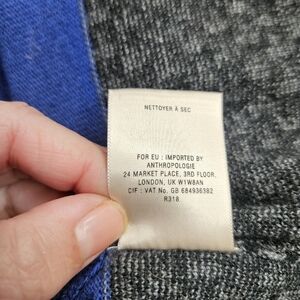 NETTOYER À SEC
FOR EU : IMPORTED BY
ANTHROPOLOGIE
24 MARKET PLACE, 3RD FLOOR.
LONDON, UK W1W8AN
CIF : VAT No. GB 684936382
R318